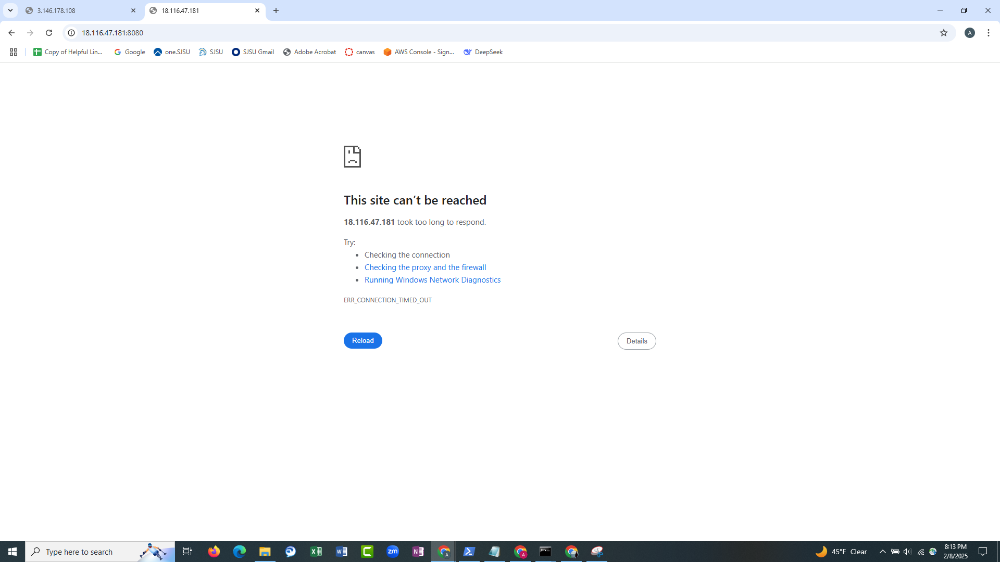 3.146.178.108
18.116.47.181
18.116.47.181:8080
A
Copy of Helpful Lin...
Google
one.SJSU
SJSU
SJSU Gmail
Adobe Acrobat
canvas
AWS Console - Sign...
DeepSeek
This site can’t be reached
18.116.47.181 took too long to respond.
Try:
Checking the connection
Checking the proxy and the firewall
Running Windows Network Diagnostics
ERR_CONNECTION_TIMED_OUT
Reload
Details
Type here to search
zm
45°F Clear
8:13 PM
2/8/2025